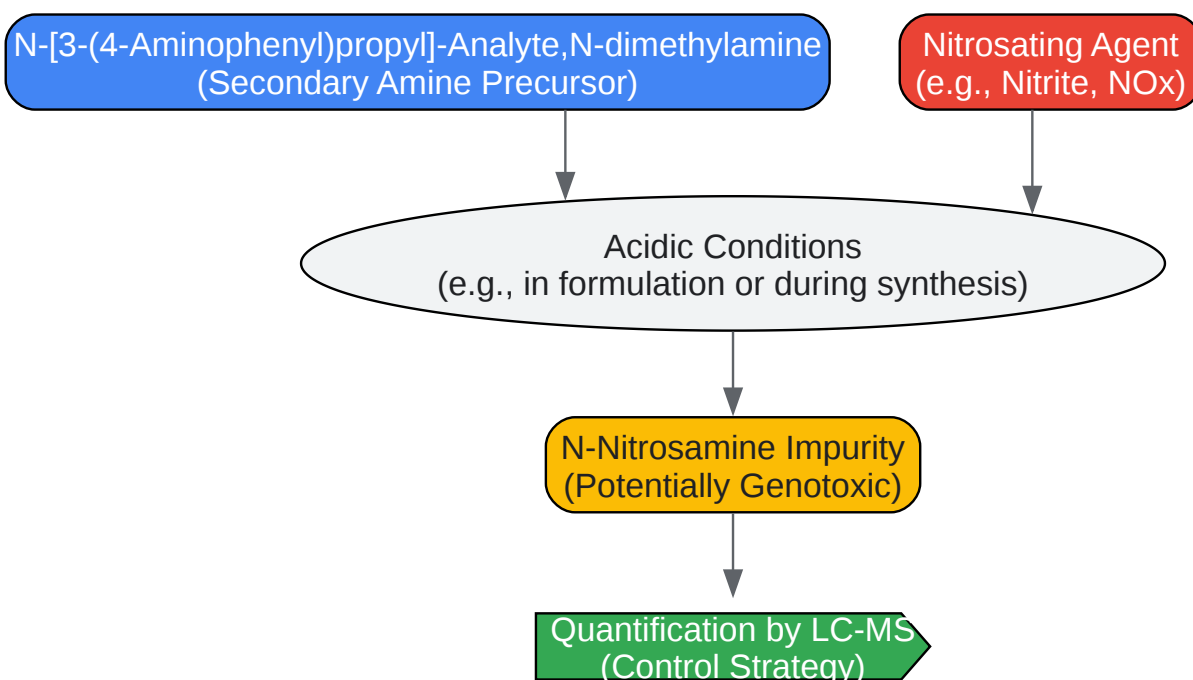 N-[3-(4-Aminophenyl)propyl]-Analyte,N-dimethylamine
(Secondary Amine Precursor)
Nitrosating Agent
(e.g., Nitrite, NOx)
Acidic Conditions
(e.g., in formulation or during synthesis)
N-Nitrosamine Impurity
(Potentially Genotoxic)
Quantification by LC-MS
(Control Strategy)